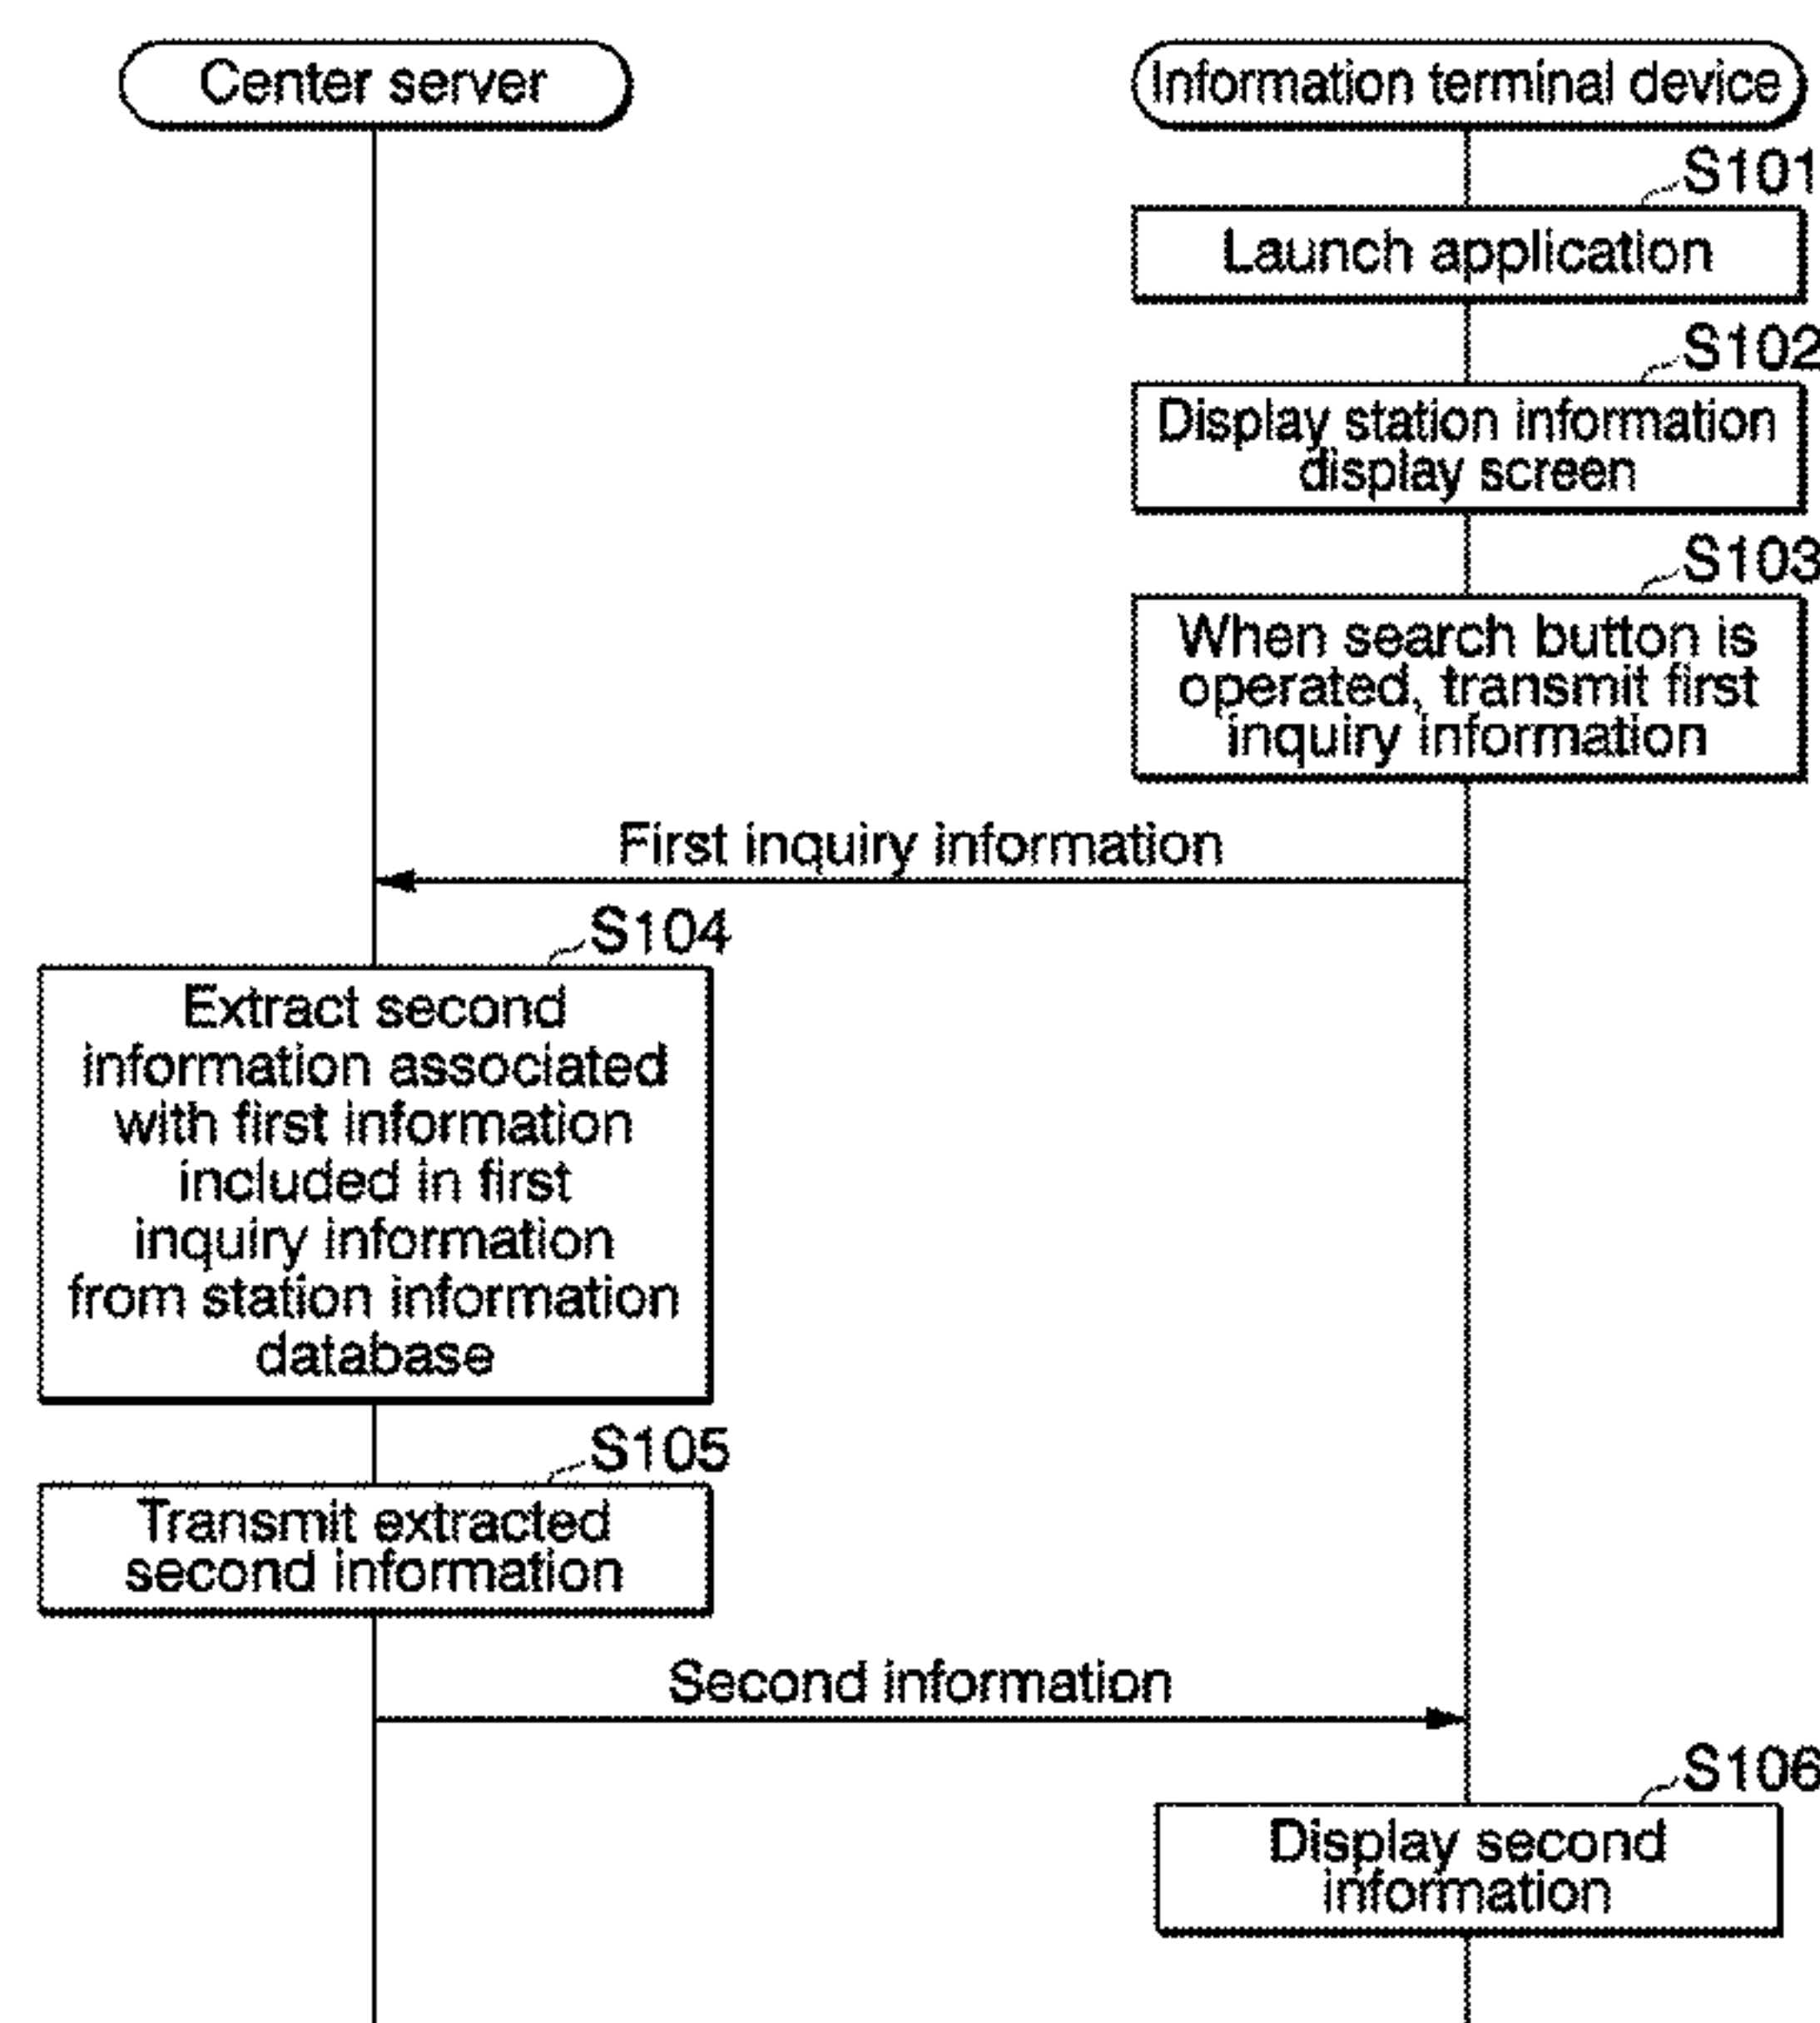 Center server
Information terminal device
S101
Launch application
S102
Display station information
display screen
S103
When search button is
operated, transmit first
inquiry information
First inquiry information
S104
Extract second
information associated
with first information
included in first
inquiry information
from station information
database
S105
Transmit extracted
second information
Second information
S106
Display second
information